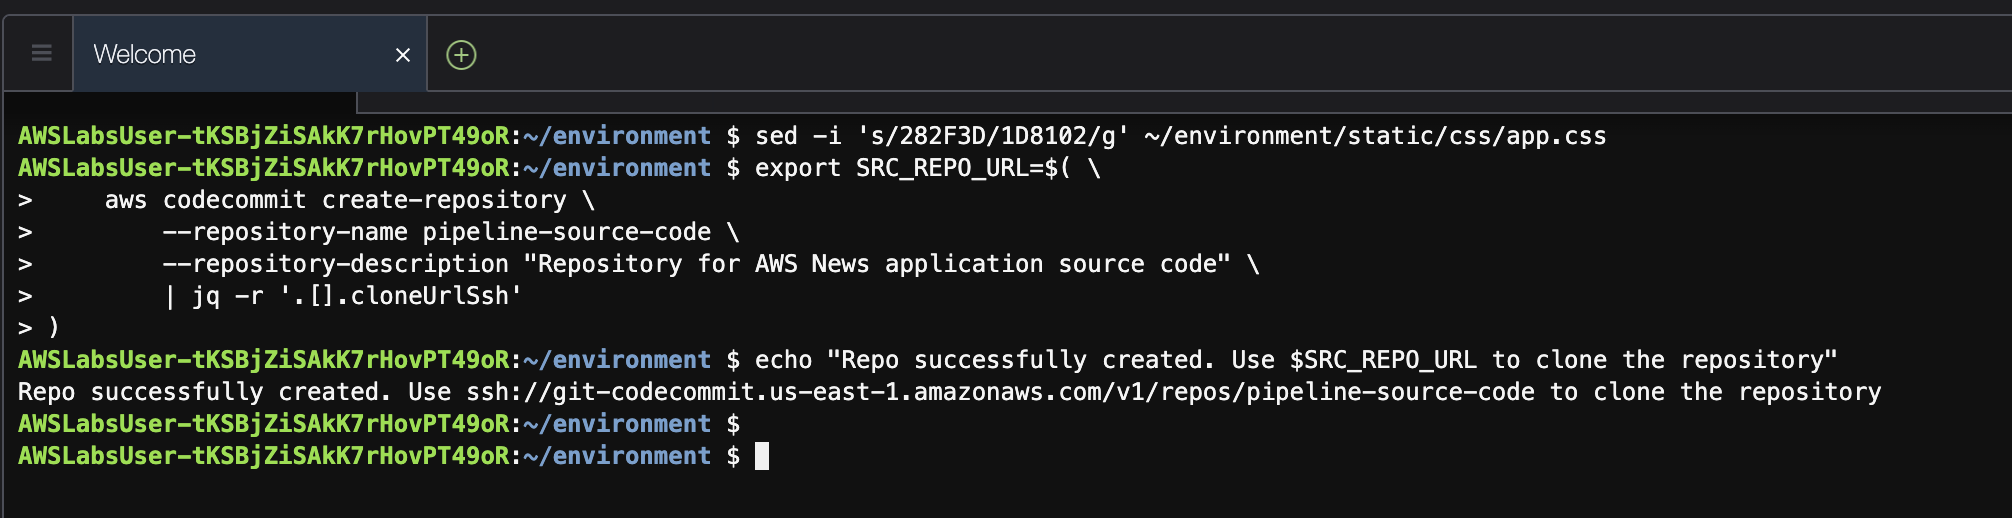 Welcome
AWSLabsUser-tKSBjZiSAkK7rHovPT49oR:~/environment $ sed -i 's/282F3D/1D8102/g' ~/environment/static/css/app.css
AWSLabsUser-tKSBjZiSAkK7rHovPT49oR:~/environment $ export SRC_REPO_URL=$( \
>     aws codecommit create-repository \
>         --repository-name pipeline-source-code \
>         --repository-description "Repository for AWS News application source code" \
>         | jq -r '.[].cloneUrlSsh'
> )
AWSLabsUser-tKSBjZiSAkK7rHovPT49oR:~/environment $ echo "Repo successfully created. Use $SRC_REPO_URL to clone the repository"
Repo successfully created. Use ssh://git-codecommit.us-east-1.amazonaws.com/v1/repos/pipeline-source-code to clone the repository
AWSLabsUser-tKSBjZiSAkK7rHovPT49oR:~/environment $
AWSLabsUser-tKSBjZiSAkK7rHovPT49oR:~/environment $